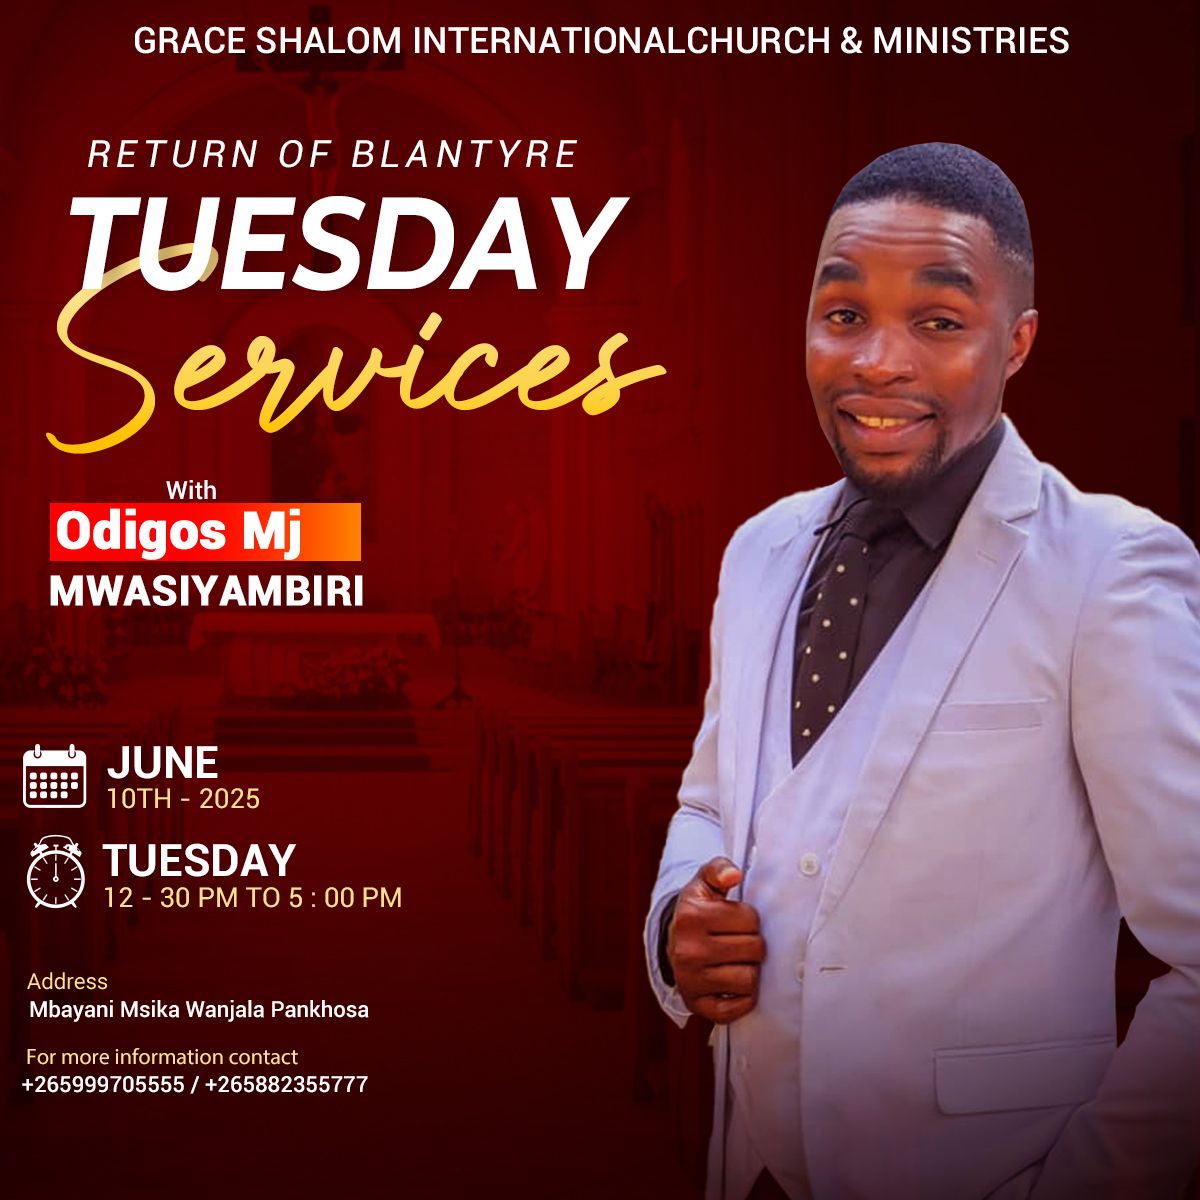 GRACE SHALOM INTERNATIONALCHURCH & MINISTRIES
RETURN OF BLANTYRE
TUESDAY
Services
With
Odigos Mj
MWASIYAMBIRI
JUNE
10TH - 2025
TUESDAY
12 - 30 PM TO 5 : 00 PM
Address
Mbayani Msika Wanjala Pankhosa
For more information contact
+265999705555 / +265882355777